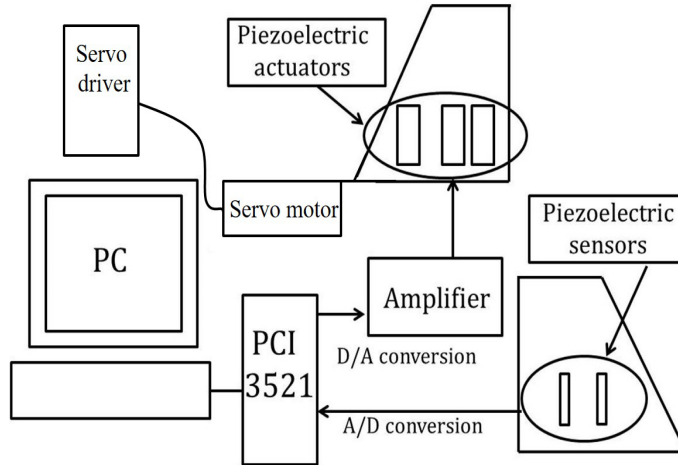 Servo
driver
Piezoelectric
actuators
Servo motor
Piezoelectric
sensors
PC
Amplifier
PCI
3521
D/A conversion
A/D conversion